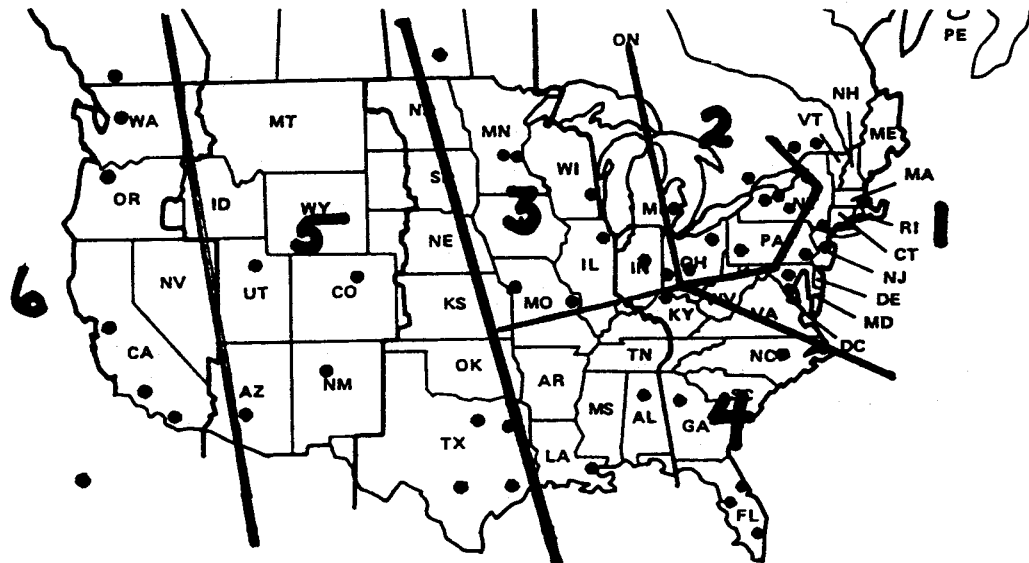 PE
ON
NH
2
VT
WA
MT
N
MN
ME
WI
MA
OR
ID
S
WY
3
M
N
RI
1
5
NE
PA
CT
6
NV
UT
CO
IL
IN
OH
NJ
KS
MO
WV
DE
KY
VA
MD
CA
DC
OK
TN
NC
AZ
NM
AR
MS
AL
GA
SC
4
TX
LA
FL